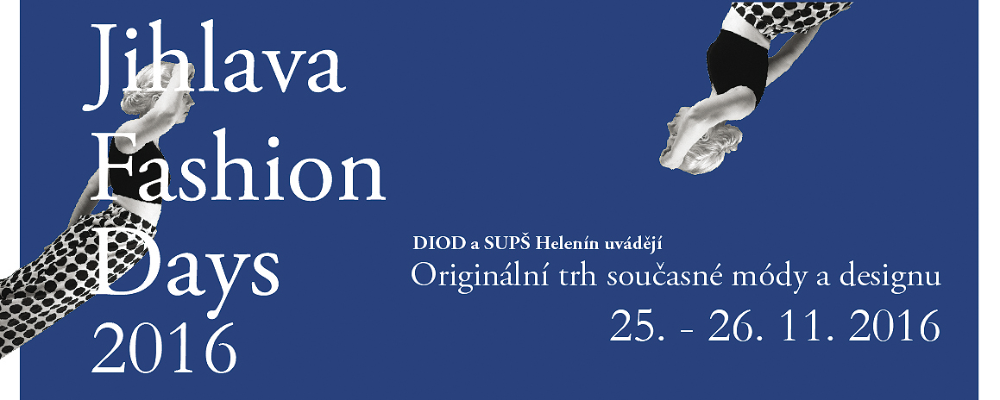 Jihlava
Fashion
Days
2016
DIOD a SUPŠ Helenín uvádějí
Originální trh současné módy a designu
25. - 26. 11. 2016